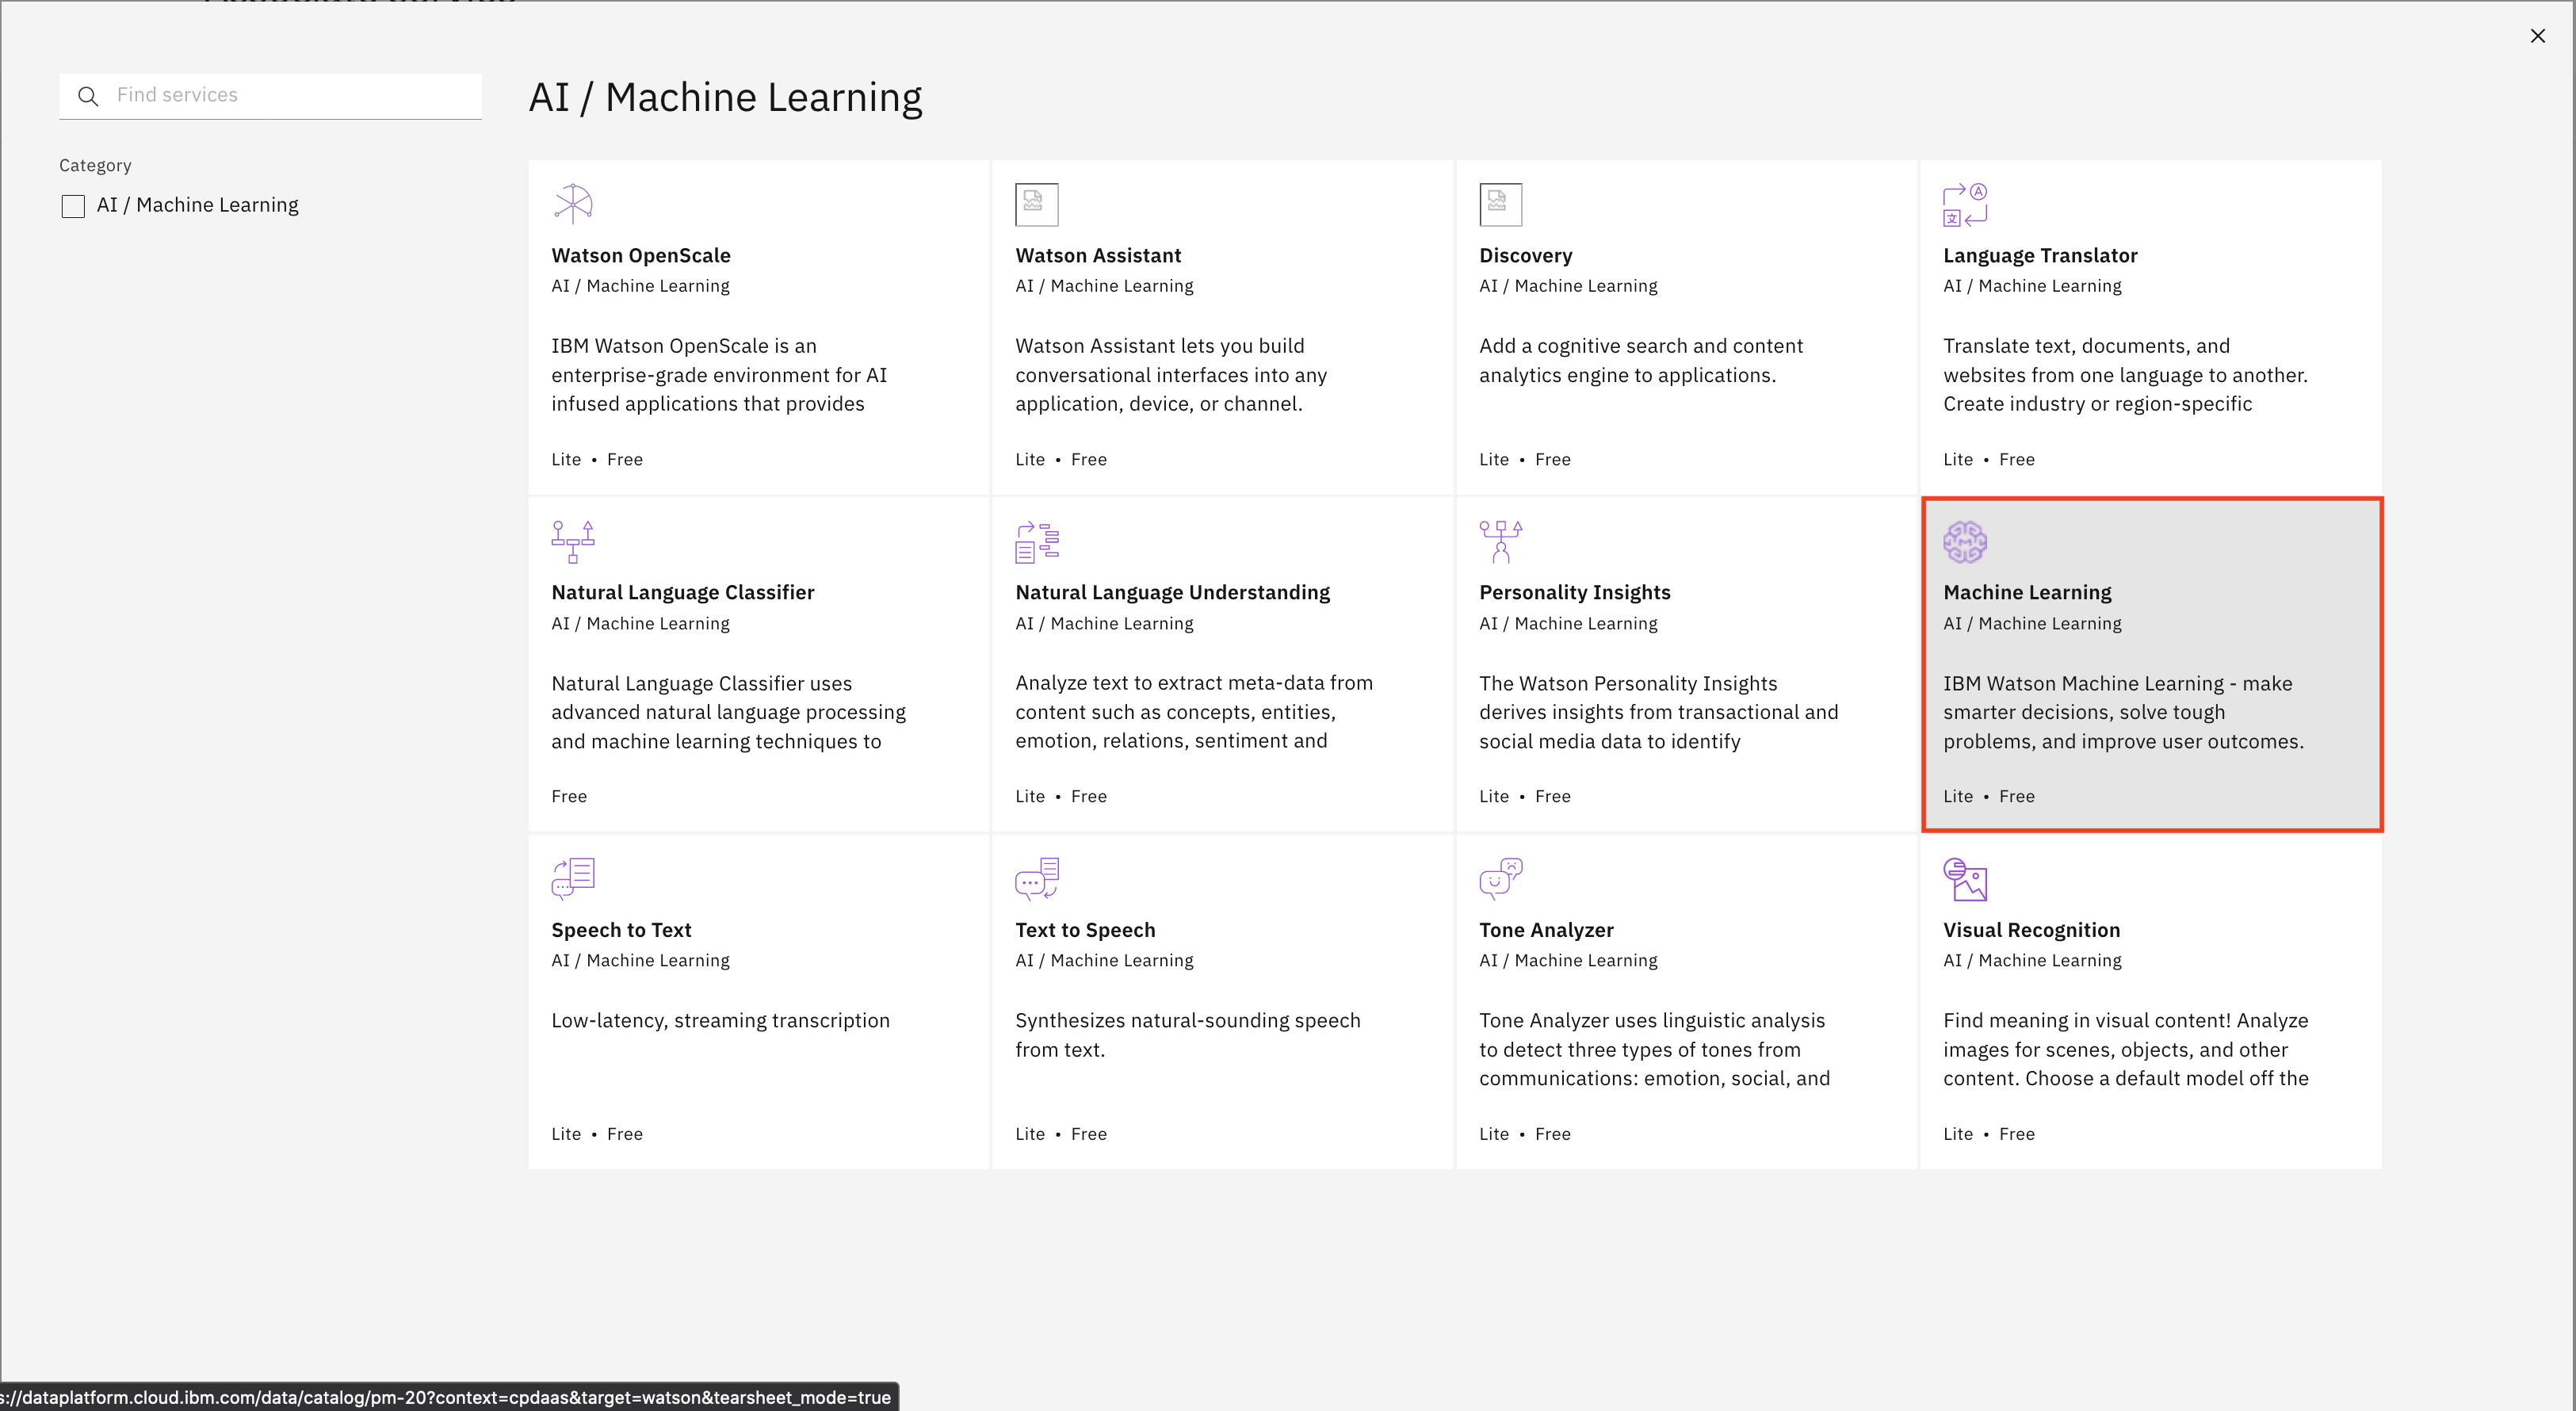 Find services
AI / Machine Learning
Category
AI / Machine Learning
Watson OpenScale
AI / Machine Learning
IBM Watson OpenScale is an
enterprise-grade environment for AI
infused applications that provides
Lite • Free
Watson Assistant
AI / Machine Learning
Watson Assistant lets you build
conversational interfaces into any
application, device, or channel.
Lite • Free
Discovery
AI / Machine Learning
Add a cognitive search and content
analytics engine to applications.
Lite • Free
Language Translator
AI / Machine Learning
Translate text, documents, and
websites from one language to another.
Create industry or region-specific
Lite • Free
Natural Language Classifier
AI / Machine Learning
Natural Language Classifier uses
advanced natural language processing
and machine learning techniques to
Free
Natural Language Understanding
AI / Machine Learning
Analyze text to extract meta-data from
content such as concepts, entities,
emotion, relations, sentiment and
Lite • Free
Personality Insights
AI / Machine Learning
The Watson Personality Insights
derives insights from transactional and
social media data to identify
Lite • Free
Machine Learning
AI / Machine Learning
IBM Watson Machine Learning - make
smarter decisions, solve tough
problems, and improve user outcomes.
Lite • Free
Speech to Text
AI / Machine Learning
Low-latency, streaming transcription
Lite • Free
Text to Speech
AI / Machine Learning
Synthesizes natural-sounding speech
from text.
Lite • Free
Tone Analyzer
AI / Machine Learning
Tone Analyzer uses linguistic analysis
to detect three types of tones from
communications: emotion, social, and
Lite • Free
Visual Recognition
AI / Machine Learning
Find meaning in visual content! Analyze
images for scenes, objects, and other
content. Choose a default model off the
Lite • Free
s://dataplatform.cloud.ibm.com/data/catalog/pm-20?context=cpdaas&target=watson&tearsheet_mode=true